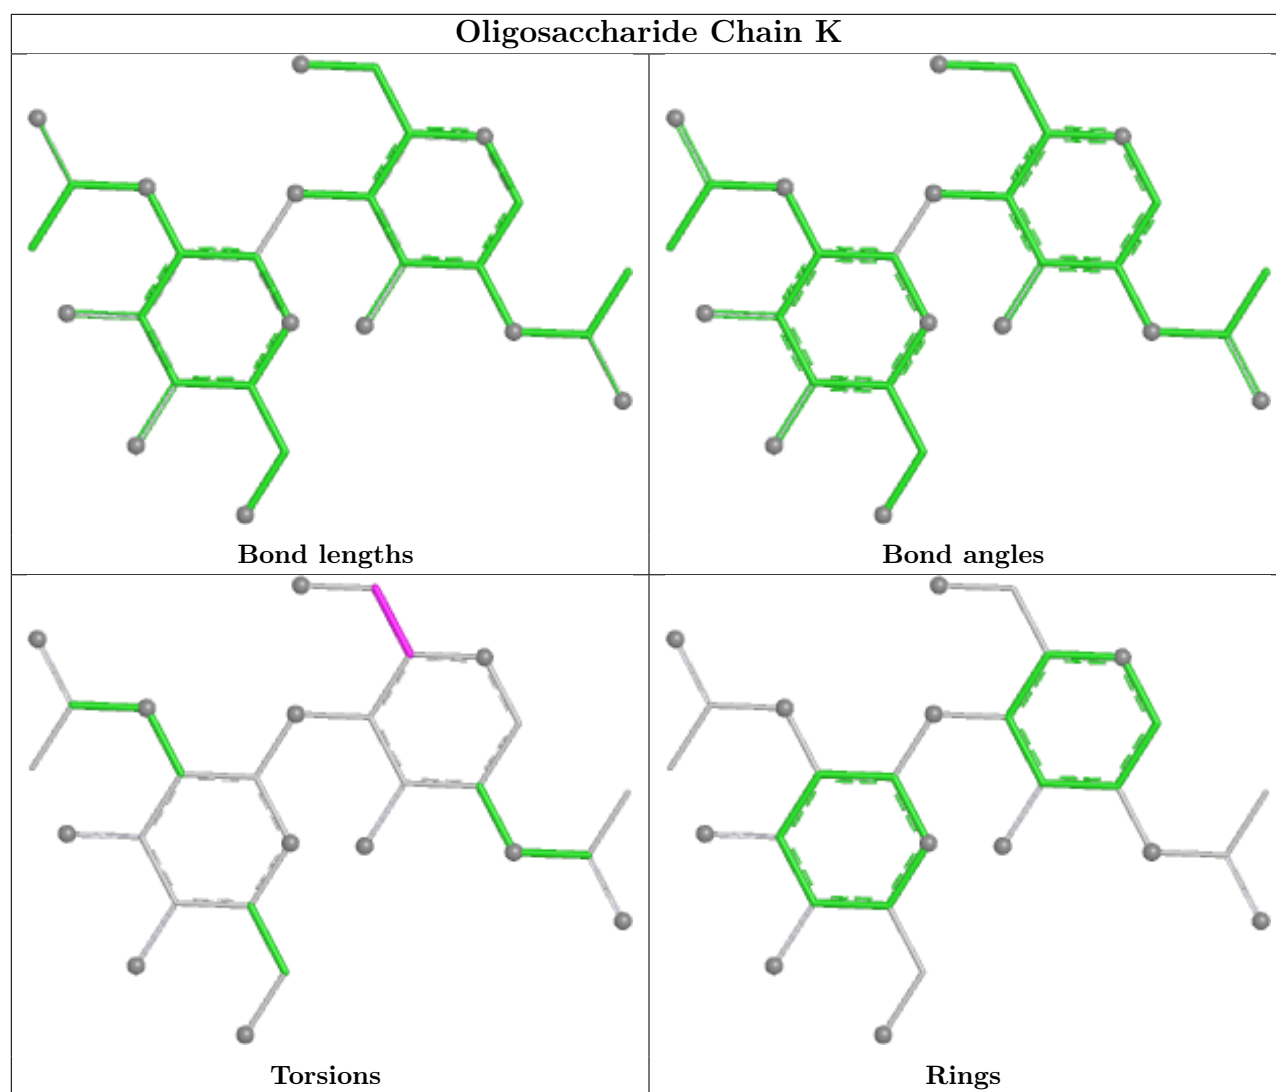 Oligosaccharide Chain K
Bond lengths
Bond angles
Torsions
Rings